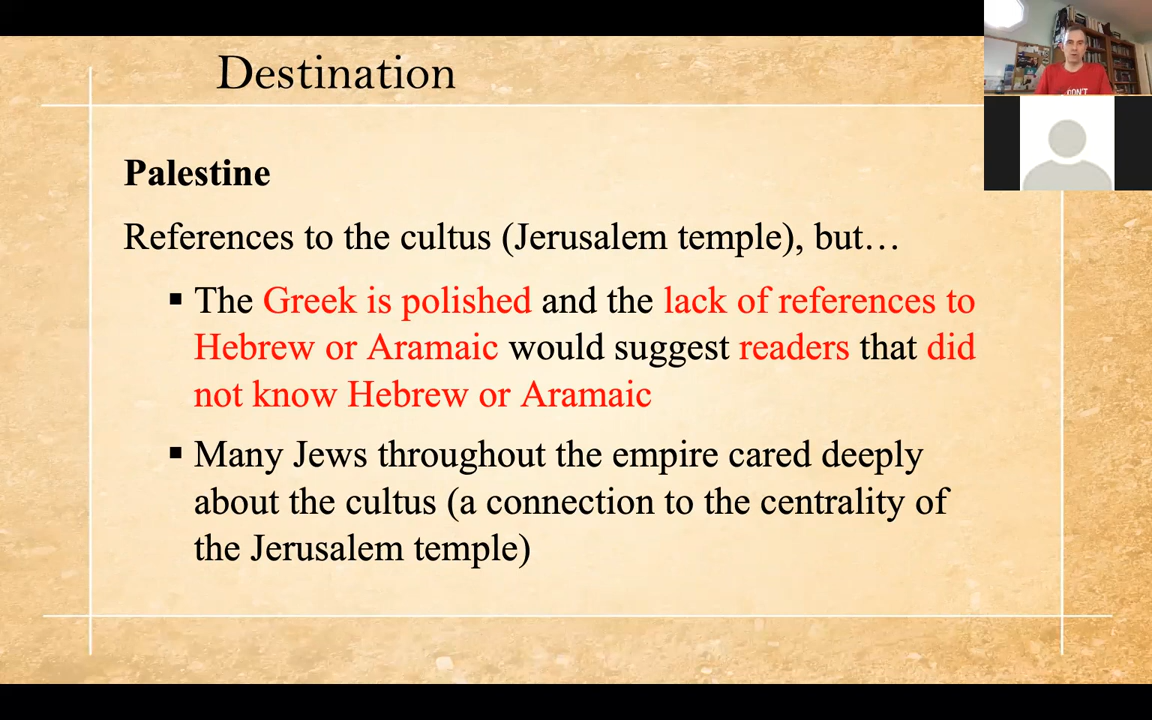 Destination
Palestine
References to the cultus (Jerusalem temple), but…
▪ The Greek is polished and the lack of references to
Hebrew or Aramaic would suggest readers that did
not know Hebrew or Aramaic
▪ Many Jews throughout the empire cared deeply
about the cultus (a connection to the centrality of
the Jerusalem temple)